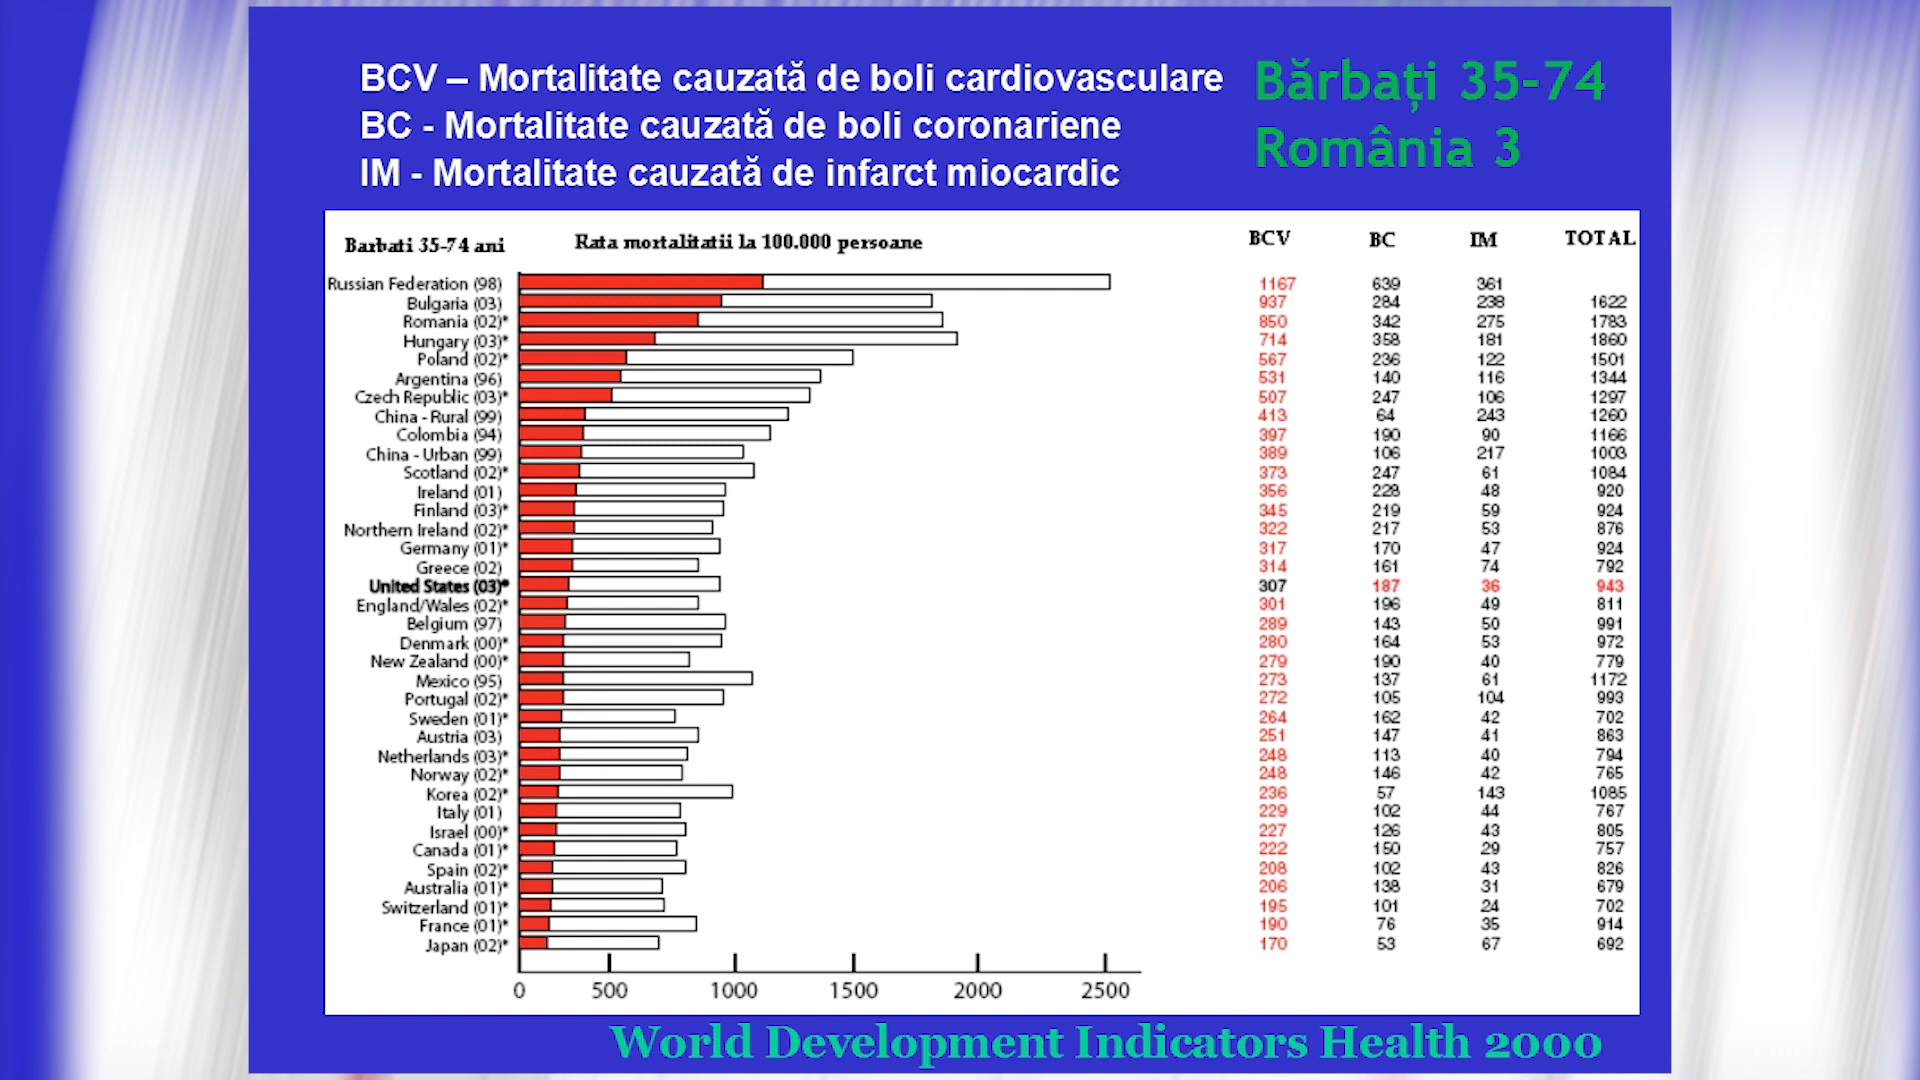 BCV – Mortalitate cauzată de boli cardiovasculare
BC - Mortalitate cauzată de boli coronariene
IM - Mortalitate cauzată de infarct miocardic
Bărbați 35-74
România 3
Barbati 35-74 ani Rata mortalitatii la 100.000 persoane BCV BC IM TOTAL
Russian Federation (98) 1167 639 361
Bulgaria (03) 937 284 238 1622
Romania (02)* 850 342 275 1783
Hungary (03)* 714 358 181 1860
Poland (02)* 567 236 122 1501
Argentina (96) 531 140 116 1344
Czech Republic (03)* 507 247 106 1297
China - Rural (99) 413 64 243 1260
Colombia (94) 397 190 90 1166
China - Urban (99) 389 106 217 1003
Scotland (02)* 373 247 61 1084
Ireland (01) 356 228 48 920
Finland (03)* 345 219 59 924
Northern Ireland (02)* 322 217 53 876
Germany (01)* 317 170 47 924
Greece (02) 314 161 74 792
United States (03)* 307 187 36 943
England/Wales (02)* 301 196 49 811
Belgium (97) 289 143 50 991
Denmark (00)* 280 164 53 972
New Zealand (00)* 279 190 40 779
Mexico (95) 273 137 61 1172
Portugal (02)* 272 105 104 993
Sweden (01)* 264 162 42 702
Austria (03) 251 147 41 863
Netherlands (03)* 248 113 40 794
Norway (02)* 248 146 42 765
Korea (02)* 236 57 143 1085
Italy (01) 229 102 44 767
Israel (00)* 227 126 43 805
Canada (01)* 222 150 29 757
Spain (02)* 208 102 43 826
Australia (01)* 206 138 31 679
Switzerland (01)* 195 101 24 702
France (01)* 190 76 35 914
Japan (02)* 170 53 67 692
0 500 1000 1500 2000 2500
World Development Indicators Health 2000